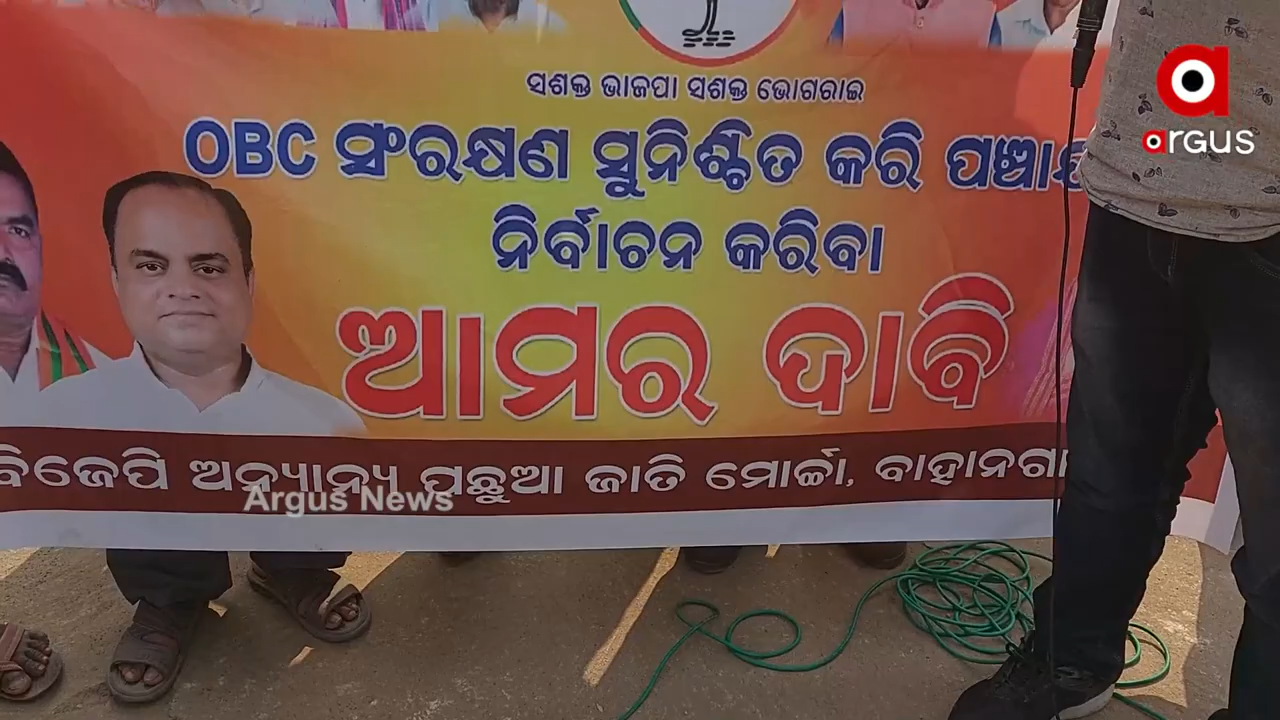 ସଶକ୍ତ ଭାଜପା ସଶକ୍ତ ଭୋଗରାଇ
OBC ସଂରକ୍ଷଣ ସୁନିଶ୍ଚିତ କରି
ନିର୍ବାଚନ କରିବା
ଆମର ଦାବି
ବିଜେପି ଅନ୍ୟାନ୍ୟ ପଛୁଆ ଜାତି ମୋର୍ଚ୍ଚା,
Argus News
argus